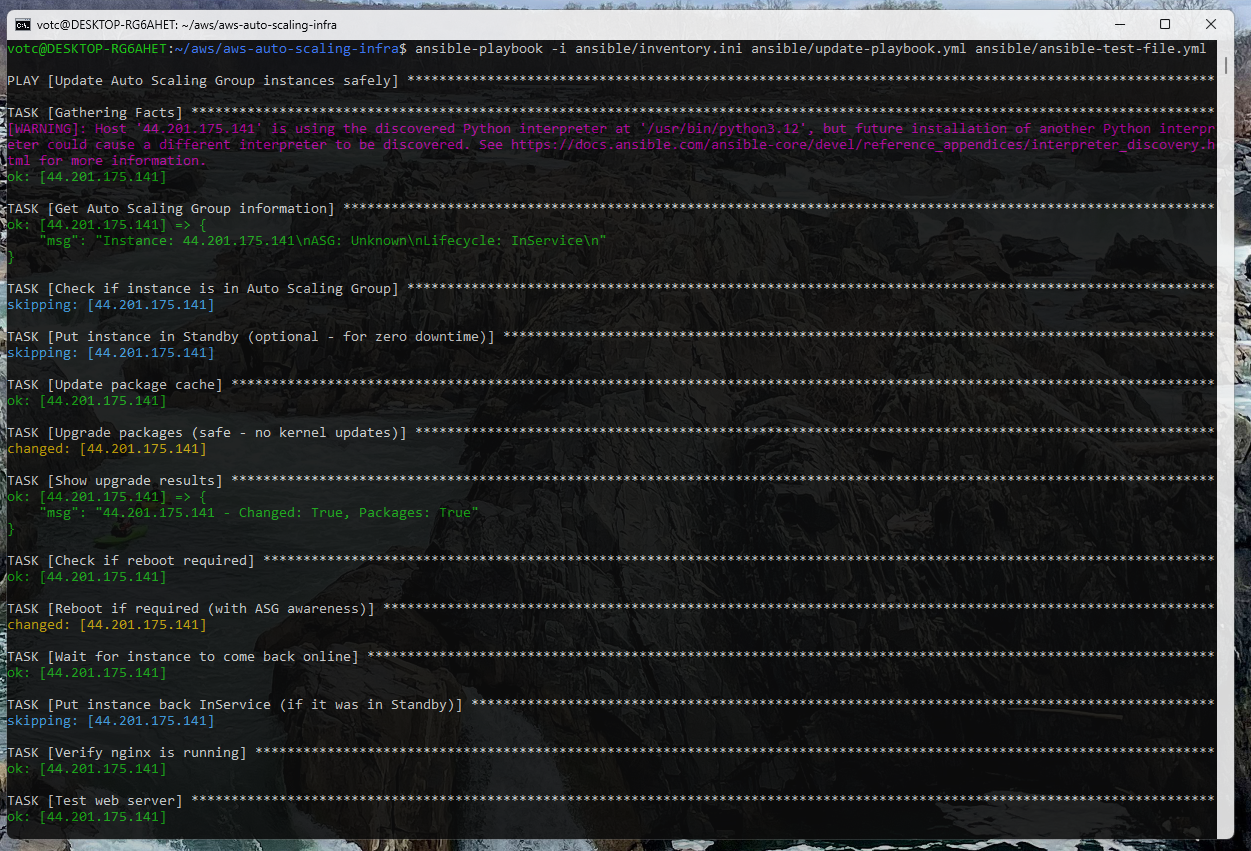 votc@DESKTOP-RG6AHET: ~/aws/aws-auto-scaling-infra
votc@DESKTOP-RG6AHET:~/aws/aws-auto-scaling-infra$ ansible-playbook -i ansible/inventory.ini ansible/update-playbook.yml ansible/ansible-test-file.yml
PLAY [Update Auto Scaling Group instances safely] *****************************************************************************************************
TASK [Gathering Facts] ********************************************************************************************************************************
[WARNING]: Host '44.201.175.141' is using the discovered Python interpreter at '/usr/bin/python3.12', but future installation of another Python interpr
eter could cause a different interpreter to be discovered. See https://docs.ansible.com/ansible-core/devel/reference_appendices/interpreter_discovery.h
tml for more information.
ok: [44.201.175.141]
TASK [Get Auto Scaling Group information] *************************************************************************************************************
ok: [44.201.175.141] => {
    "msg": "Instance: 44.201.175.141\nASG: Unknown\nLifecycle: InService\n"
}
TASK [Check if instance is in Auto Scaling Group] *****************************************************************************************************
skipping: [44.201.175.141]
TASK [Put instance in Standby (optional - for zero downtime)] *****************************************************************************************
skipping: [44.201.175.141]
TASK [Update package cache] ***************************************************************************************************************************
ok: [44.201.175.141]
TASK [Upgrade packages (safe - no kernel updates)] ****************************************************************************************************
changed: [44.201.175.141]
TASK [Show upgrade results] ***************************************************************************************************************************
ok: [44.201.175.141] => {
    "msg": "44.201.175.141 - Changed: True, Packages: True"
}
TASK [Check if reboot required] ***********************************************************************************************************************
ok: [44.201.175.141]
TASK [Reboot if required (with ASG awareness)] ********************************************************************************************************
changed: [44.201.175.141]
TASK [Wait for instance to come back online] **********************************************************************************************************
ok: [44.201.175.141]
TASK [Put instance back InService (if it was in Standby)] *********************************************************************************************
skipping: [44.201.175.141]
TASK [Verify nginx is running] ************************************************************************************************************************
ok: [44.201.175.141]
TASK [Test web server] ********************************************************************************************************************************
ok: [44.201.175.141]